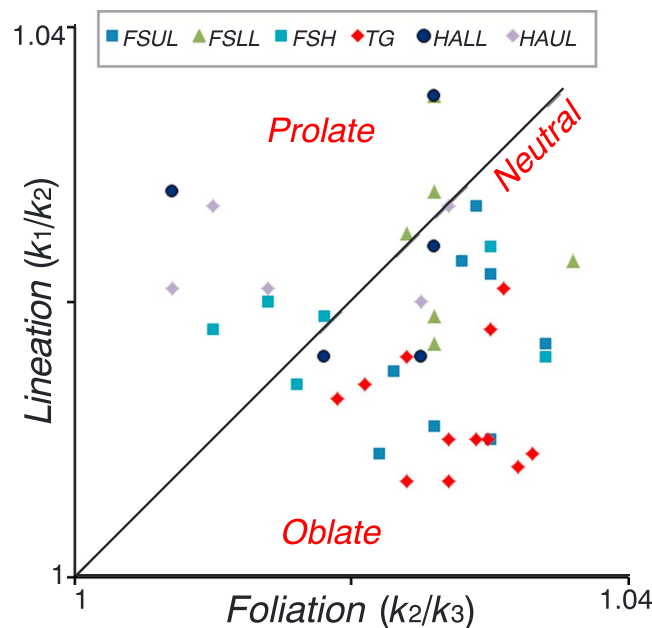 1.04
FSUL FSLL FSH TG HALL HAUL
Prolate
Neutral
Lineation (k1/k2)
Oblate
1
1
1.04
Foliation (k2/k3)